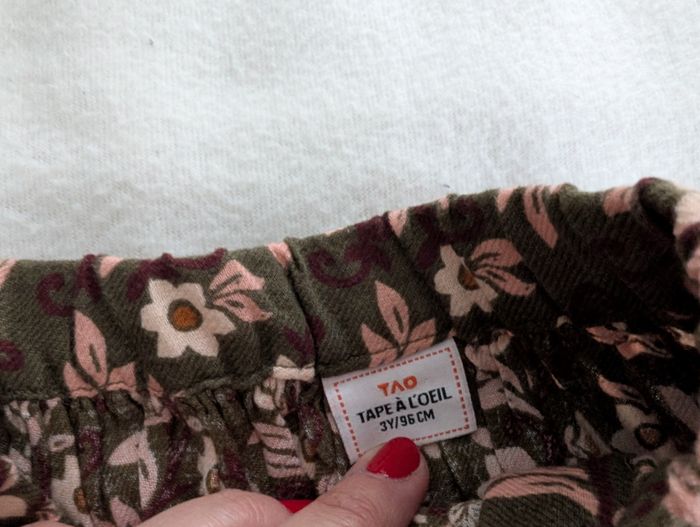 TAO
TAPE À L'OEIL
3Y/96 CM